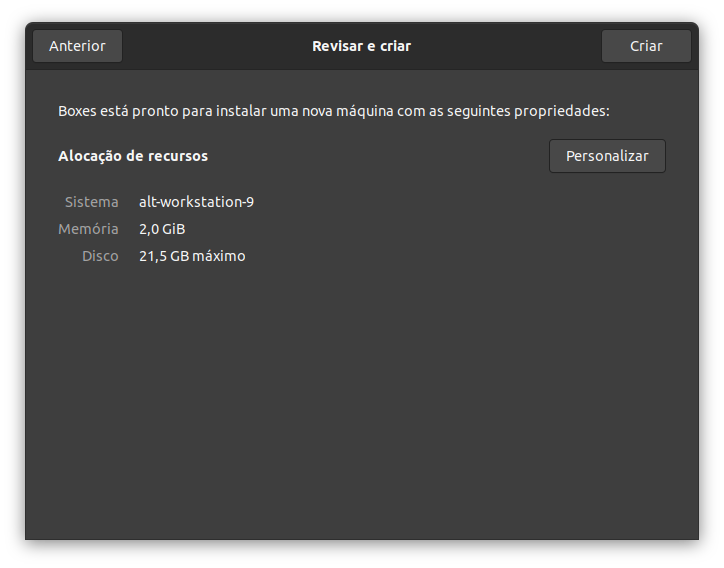 Anterior
Revisar e criar
Criar
Boxes está pronto para instalar uma nova máquina com as seguintes propriedades:
Alocação de recursos
Personalizar
Sistema alt-workstation-9
Memória 2,0 GiB
Disco 21,5 GB máximo